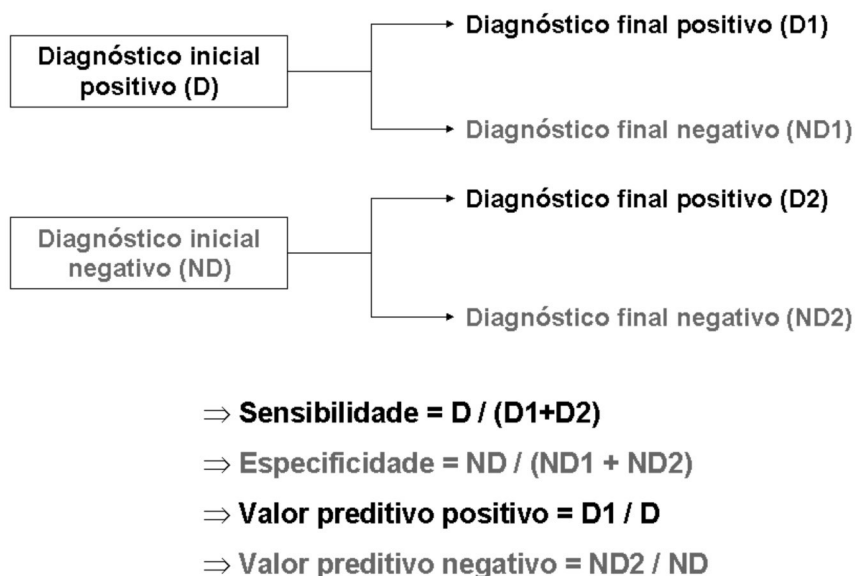 Diagnóstico inicial
positivo (D)
Diagnóstico final positivo (D1)
Diagnóstico final negativo (ND1)
Diagnóstico inicial
negativo (ND)
Diagnóstico final positivo (D2)
Diagnóstico final negativo (ND2)
⇒ Sensibilidade = D / (D1+D2)
⇒ Especificidade = ND / (ND1 + ND2)
⇒ Valor preditivo positivo = D1 / D
⇒ Valor preditivo negativo = ND2 / ND